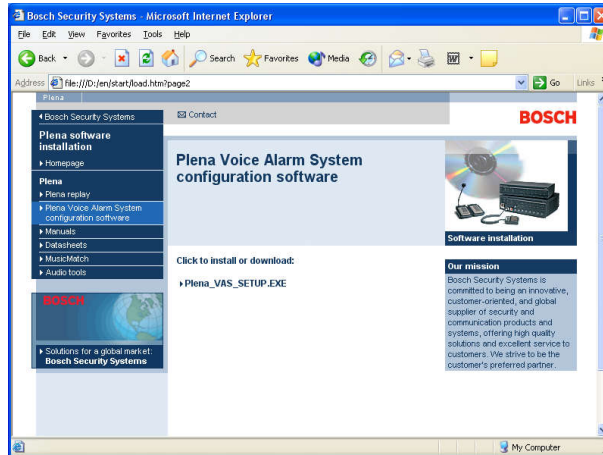 Bosch Security Systems - Microsoft Internet Explorer
File Edit View Favorites Tools Help
Back Search Favorites Media
Address file:///D:/en/start/load.htm?page2 Go Links
Plena
Bosch Security Systems
Contact
BOSCH
Plena software
installation
Homepage
Plena
Plena replay
Plena Voice Alarm System
configuration software
Manuals
Datasheets
MusicMatch
Audio tools
BOSCH
Solutions for a global market:
Bosch Security Systems
Plena Voice Alarm System
configuration software
Click to install or download:
Plena_VAS_SETUP.EXE
Software installation
Our mission
Bosch Security Systems is
committed to being an innovative,
customer-oriented, and global
supplier of security and
communication products and
systems, offering high quality
solutions and excellent service to
customers. We strive to be the
customer's preferred partner.
My Computer